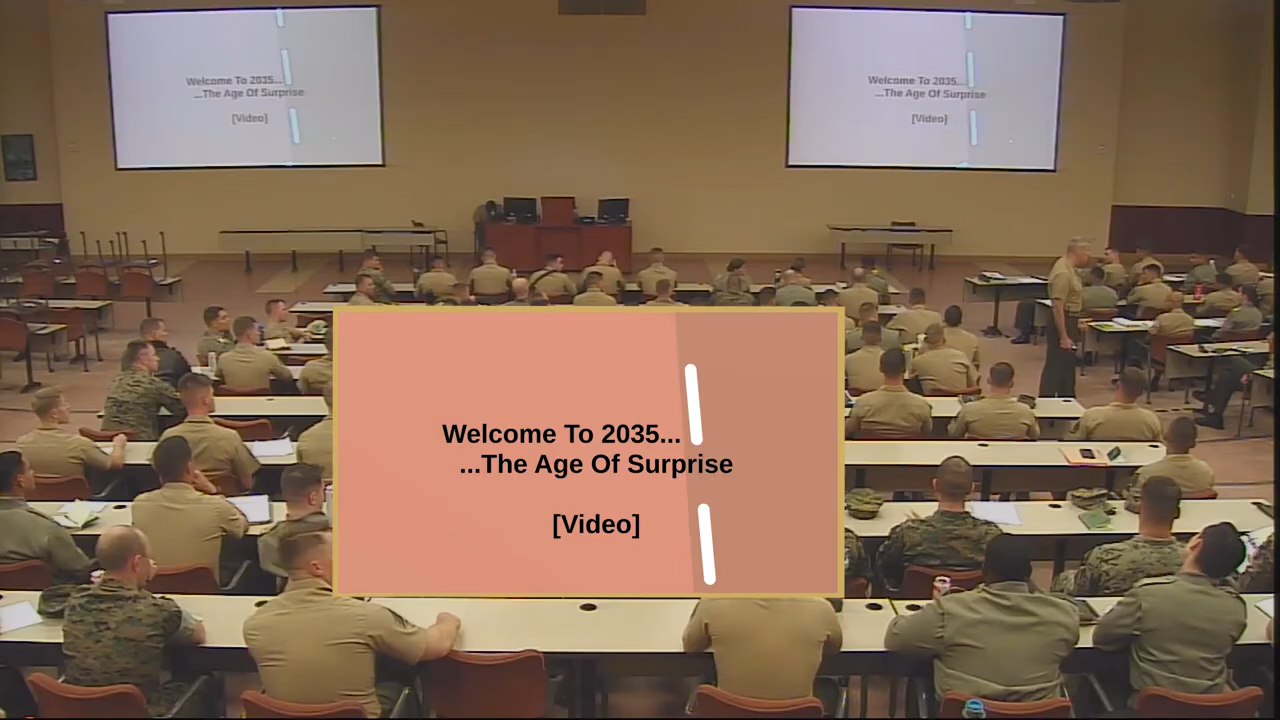 Welcome To 2035...
...The Age Of Surprise
[Video]
Welcome To 2035...
...The Age Of Surprise
[Video]
Welcome To 2035...
...The Age Of Surprise
[Video]